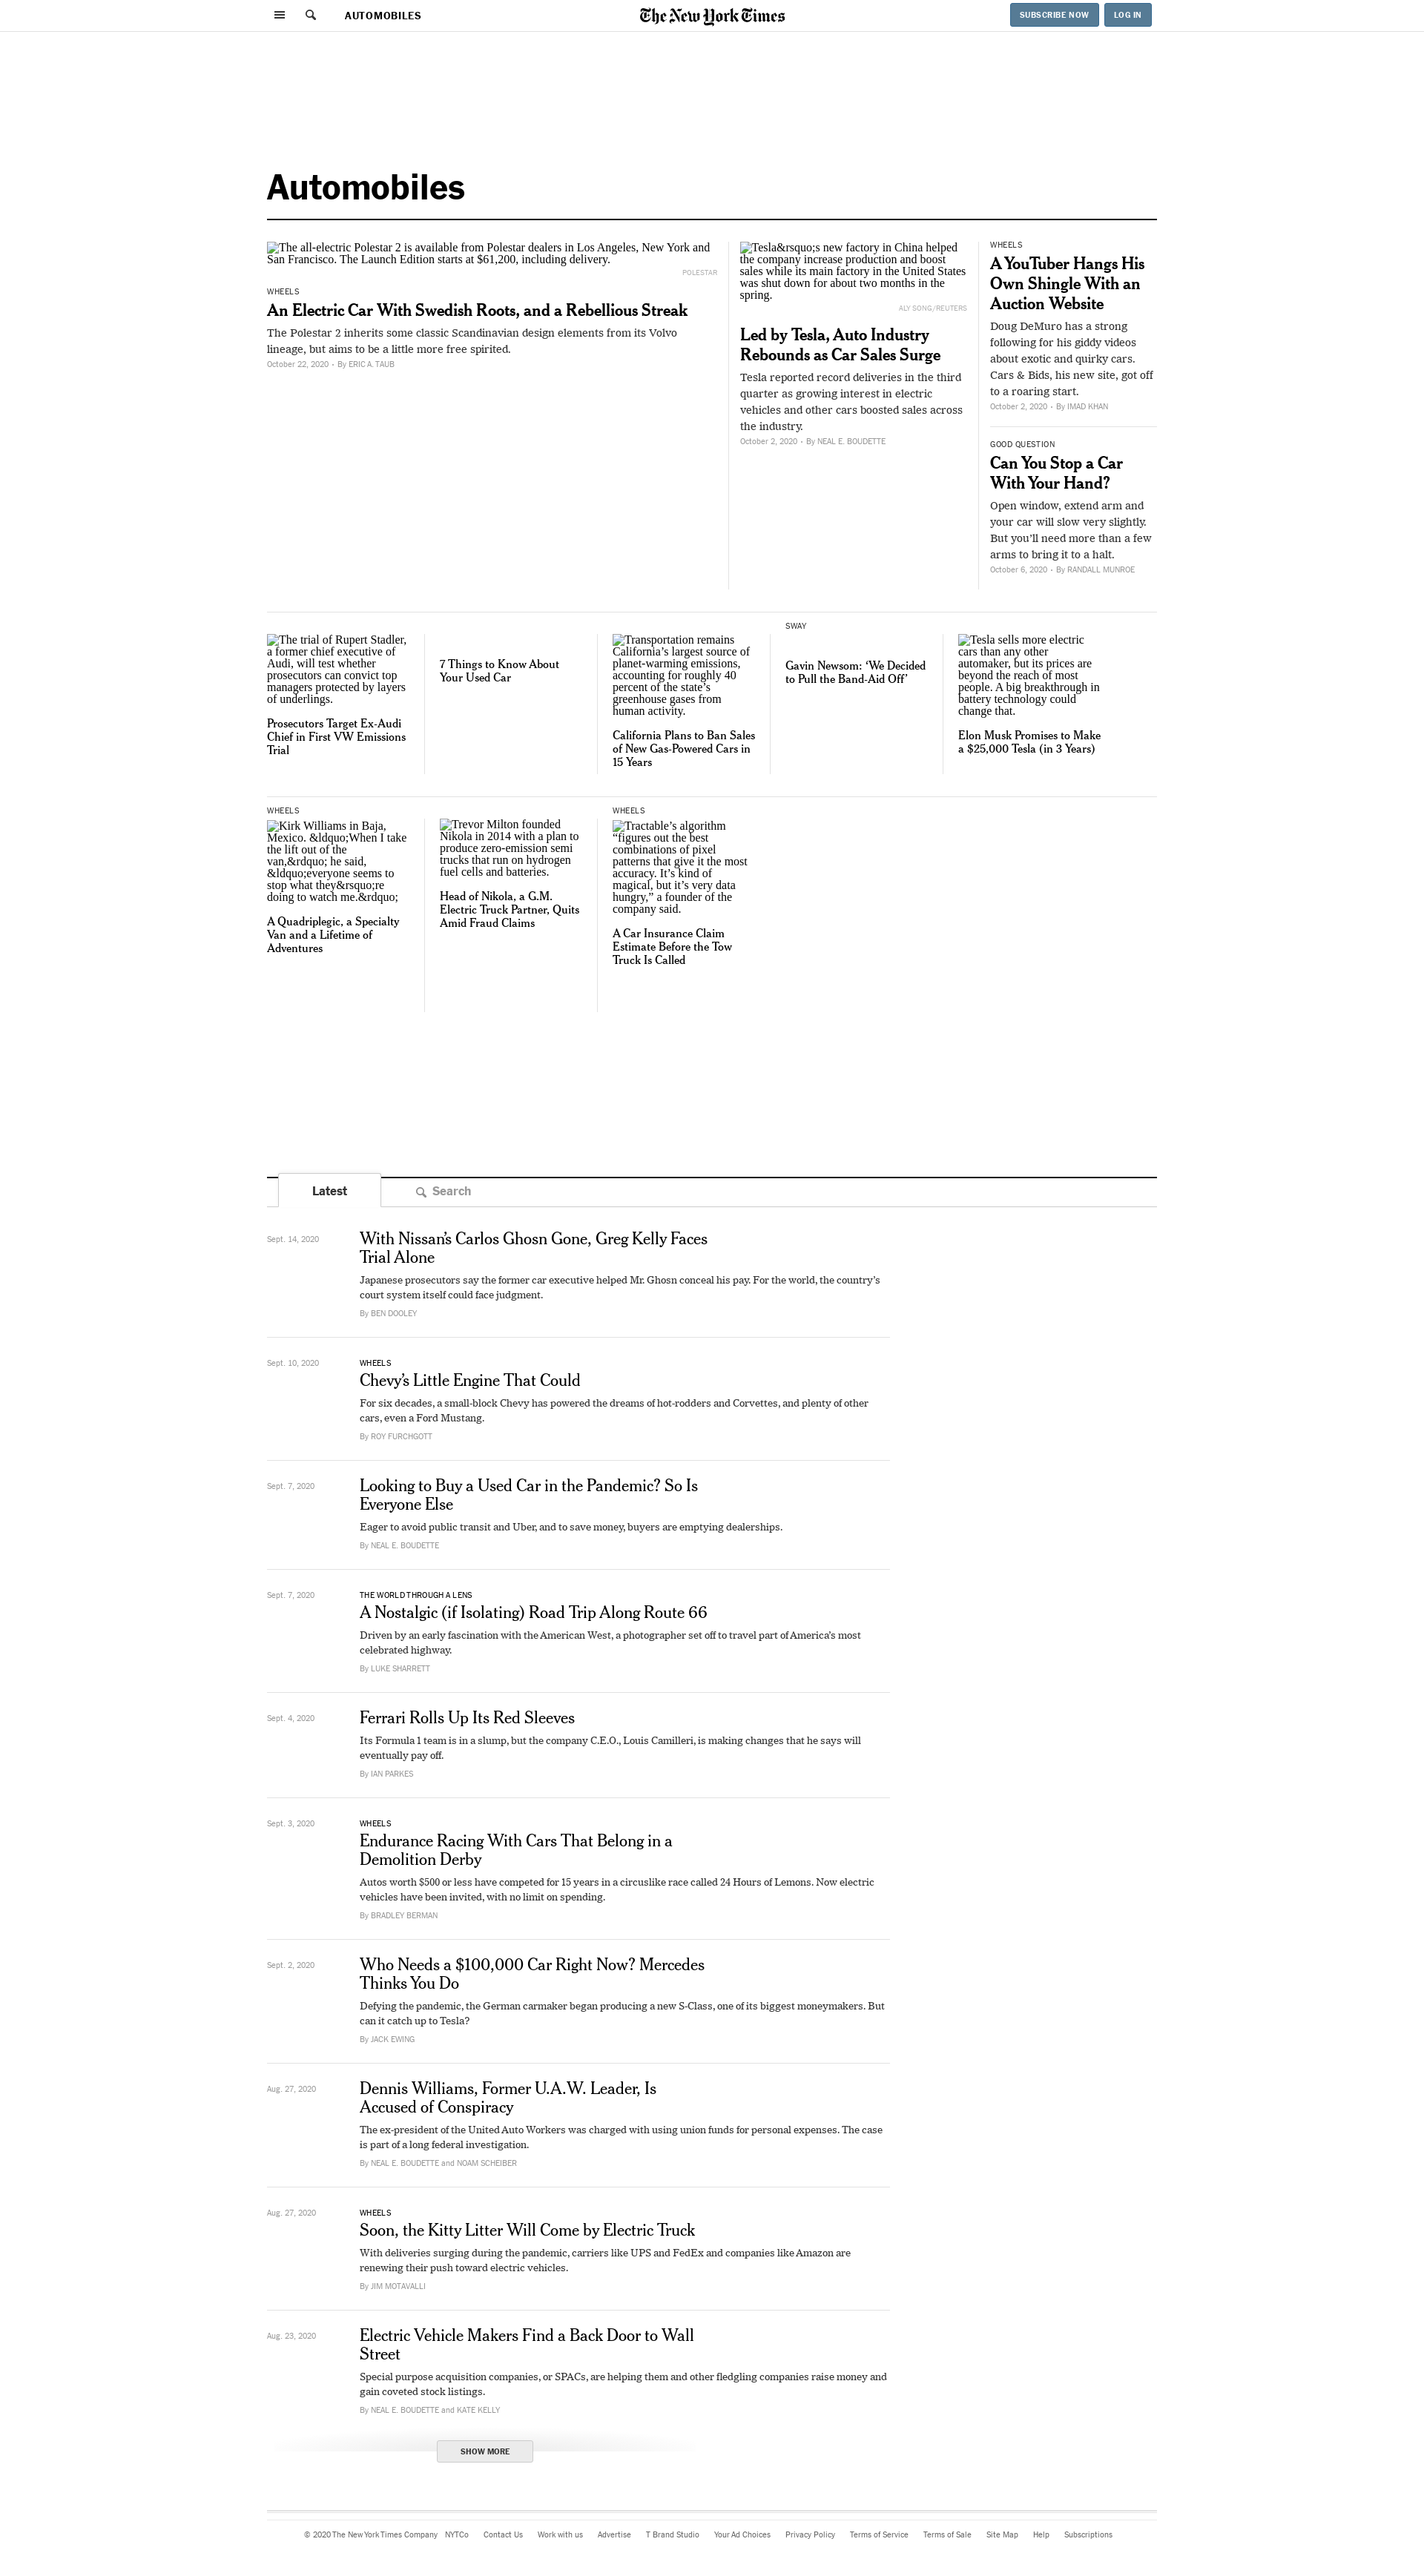 AUTOMOBILES
The New York Times
SUBSCRIBE NOW
LOG IN
Automobiles
The all-electric Polestar 2 is available from Polestar dealers in Los Angeles, New York and
San Francisco. The Launch Edition starts at $61,200, including delivery.
POLESTAR
WHEELS
An Electric Car With Swedish Roots, and a Rebellious Streak
The Polestar 2 inherits some classic Scandinavian design elements from its Volvo
lineage, but aims to be a little more free spirited.
October 22, 2020 • By ERIC A. TAUB
Tesla&rsquo;s new factory in China helped
the company increase production and boost
sales while its main factory in the United States
was shut down for about two months in the
spring.
ALY SONG/REUTERS
Led by Tesla, Auto Industry
Rebounds as Car Sales Surge
Tesla reported record deliveries in the third
quarter as growing interest in electric
vehicles and other cars boosted sales across
the industry.
October 2, 2020 • By NEAL E. BOUDETTE
WHEELS
A YouTuber Hangs His
Own Shingle With an
Auction Website
Doug DeMuro has a strong
following for his giddy videos
about exotic and quirky cars.
Cars & Bids, his new site, got off
to a roaring start.
October 2, 2020 • By IMAD KHAN
GOOD QUESTION
Can You Stop a Car
With Your Hand?
Open window, extend arm and
your car will slow very slightly.
But you’ll need more than a few
arms to bring it to a halt.
October 6, 2020 • By RANDALL MUNROE
The trial of Rupert Stadler,
a former chief executive of
Audi, will test whether
prosecutors can convict top
managers protected by layers
of underlings.
Prosecutors Target Ex-Audi
Chief in First VW Emissions
Trial
7 Things to Know About
Your Used Car
Transportation remains
California’s largest source of
planet-warming emissions,
accounting for roughly 40
percent of the state’s
greenhouse gases from
human activity.
California Plans to Ban Sales
of New Gas-Powered Cars in
15 Years
SWAY
Gavin Newsom: ‘We Decided
to Pull the Band-Aid Off’
Tesla sells more electric
cars than any other
automaker, but its prices are
beyond the reach of most
people. A big breakthrough in
battery technology could
change that.
Elon Musk Promises to Make
a $25,000 Tesla (in 3 Years)
WHEELS
Kirk Williams in Baja,
Mexico. &ldquo;When I take
the lift out of the
van,&rdquo; he said,
&ldquo;everyone seems to
stop what they&rsquo;re
doing to watch me.&rdquo;
A Quadriplegic, a Specialty
Van and a Lifetime of
Adventures
Trevor Milton founded
Nikola in 2014 with a plan to
produce zero-emission semi
trucks that run on hydrogen
fuel cells and batteries.
Head of Nikola, a G.M.
Electric Truck Partner, Quits
Amid Fraud Claims
WHEELS
Tractable’s algorithm
“figures out the best
combinations of pixel
patterns that give it the most
accuracy. It’s kind of
magical, but it’s very data
hungry,” a founder of the
company said.
A Car Insurance Claim
Estimate Before the Tow
Truck Is Called
Latest
Search
Sept. 14, 2020
With Nissan’s Carlos Ghosn Gone, Greg Kelly Faces
Trial Alone
Japanese prosecutors say the former car executive helped Mr. Ghosn conceal his pay. For the world, the country’s
court system itself could face judgment.
By BEN DOOLEY
Sept. 10, 2020
WHEELS
Chevy’s Little Engine That Could
For six decades, a small-block Chevy has powered the dreams of hot-rodders and Corvettes, and plenty of other
cars, even a Ford Mustang.
By ROY FURCHGOTT
Sept. 7, 2020
Looking to Buy a Used Car in the Pandemic? So Is
Everyone Else
Eager to avoid public transit and Uber, and to save money, buyers are emptying dealerships.
By NEAL E. BOUDETTE
Sept. 7, 2020
THE WORLD THROUGH A LENS
A Nostalgic (if Isolating) Road Trip Along Route 66
Driven by an early fascination with the American West, a photographer set off to travel part of America’s most
celebrated highway.
By LUKE SHARRETT
Sept. 4, 2020
Ferrari Rolls Up Its Red Sleeves
Its Formula 1 team is in a slump, but the company C.E.O., Louis Camilleri, is making changes that he says will
eventually pay off.
By IAN PARKES
Sept. 3, 2020
WHEELS
Endurance Racing With Cars That Belong in a
Demolition Derby
Autos worth $500 or less have competed for 15 years in a circuslike race called 24 Hours of Lemons. Now electric
vehicles have been invited, with no limit on spending.
By BRADLEY BERMAN
Sept. 2, 2020
Who Needs a $100,000 Car Right Now? Mercedes
Thinks You Do
Defying the pandemic, the German carmaker began producing a new S-Class, one of its biggest moneymakers. But
can it catch up to Tesla?
By JACK EWING
Aug. 27, 2020
Dennis Williams, Former U.A.W. Leader, Is
Accused of Conspiracy
The ex-president of the United Auto Workers was charged with using union funds for personal expenses. The case
is part of a long federal investigation.
By NEAL E. BOUDETTE and NOAM SCHEIBER
Aug. 27, 2020
WHEELS
Soon, the Kitty Litter Will Come by Electric Truck
With deliveries surging during the pandemic, carriers like UPS and FedEx and companies like Amazon are
renewing their push toward electric vehicles.
By JIM MOTAVALLI
Aug. 23, 2020
Electric Vehicle Makers Find a Back Door to Wall
Street
Special purpose acquisition companies, or SPACs, are helping them and other fledgling companies raise money and
gain coveted stock listings.
By NEAL E. BOUDETTE and KATE KELLY
SHOW MORE
© 2020 The New York Times Company NYTCo Contact Us Work with us Advertise T Brand Studio Your Ad Choices Privacy Policy Terms of Service Terms of Sale Site Map Help Subscriptions